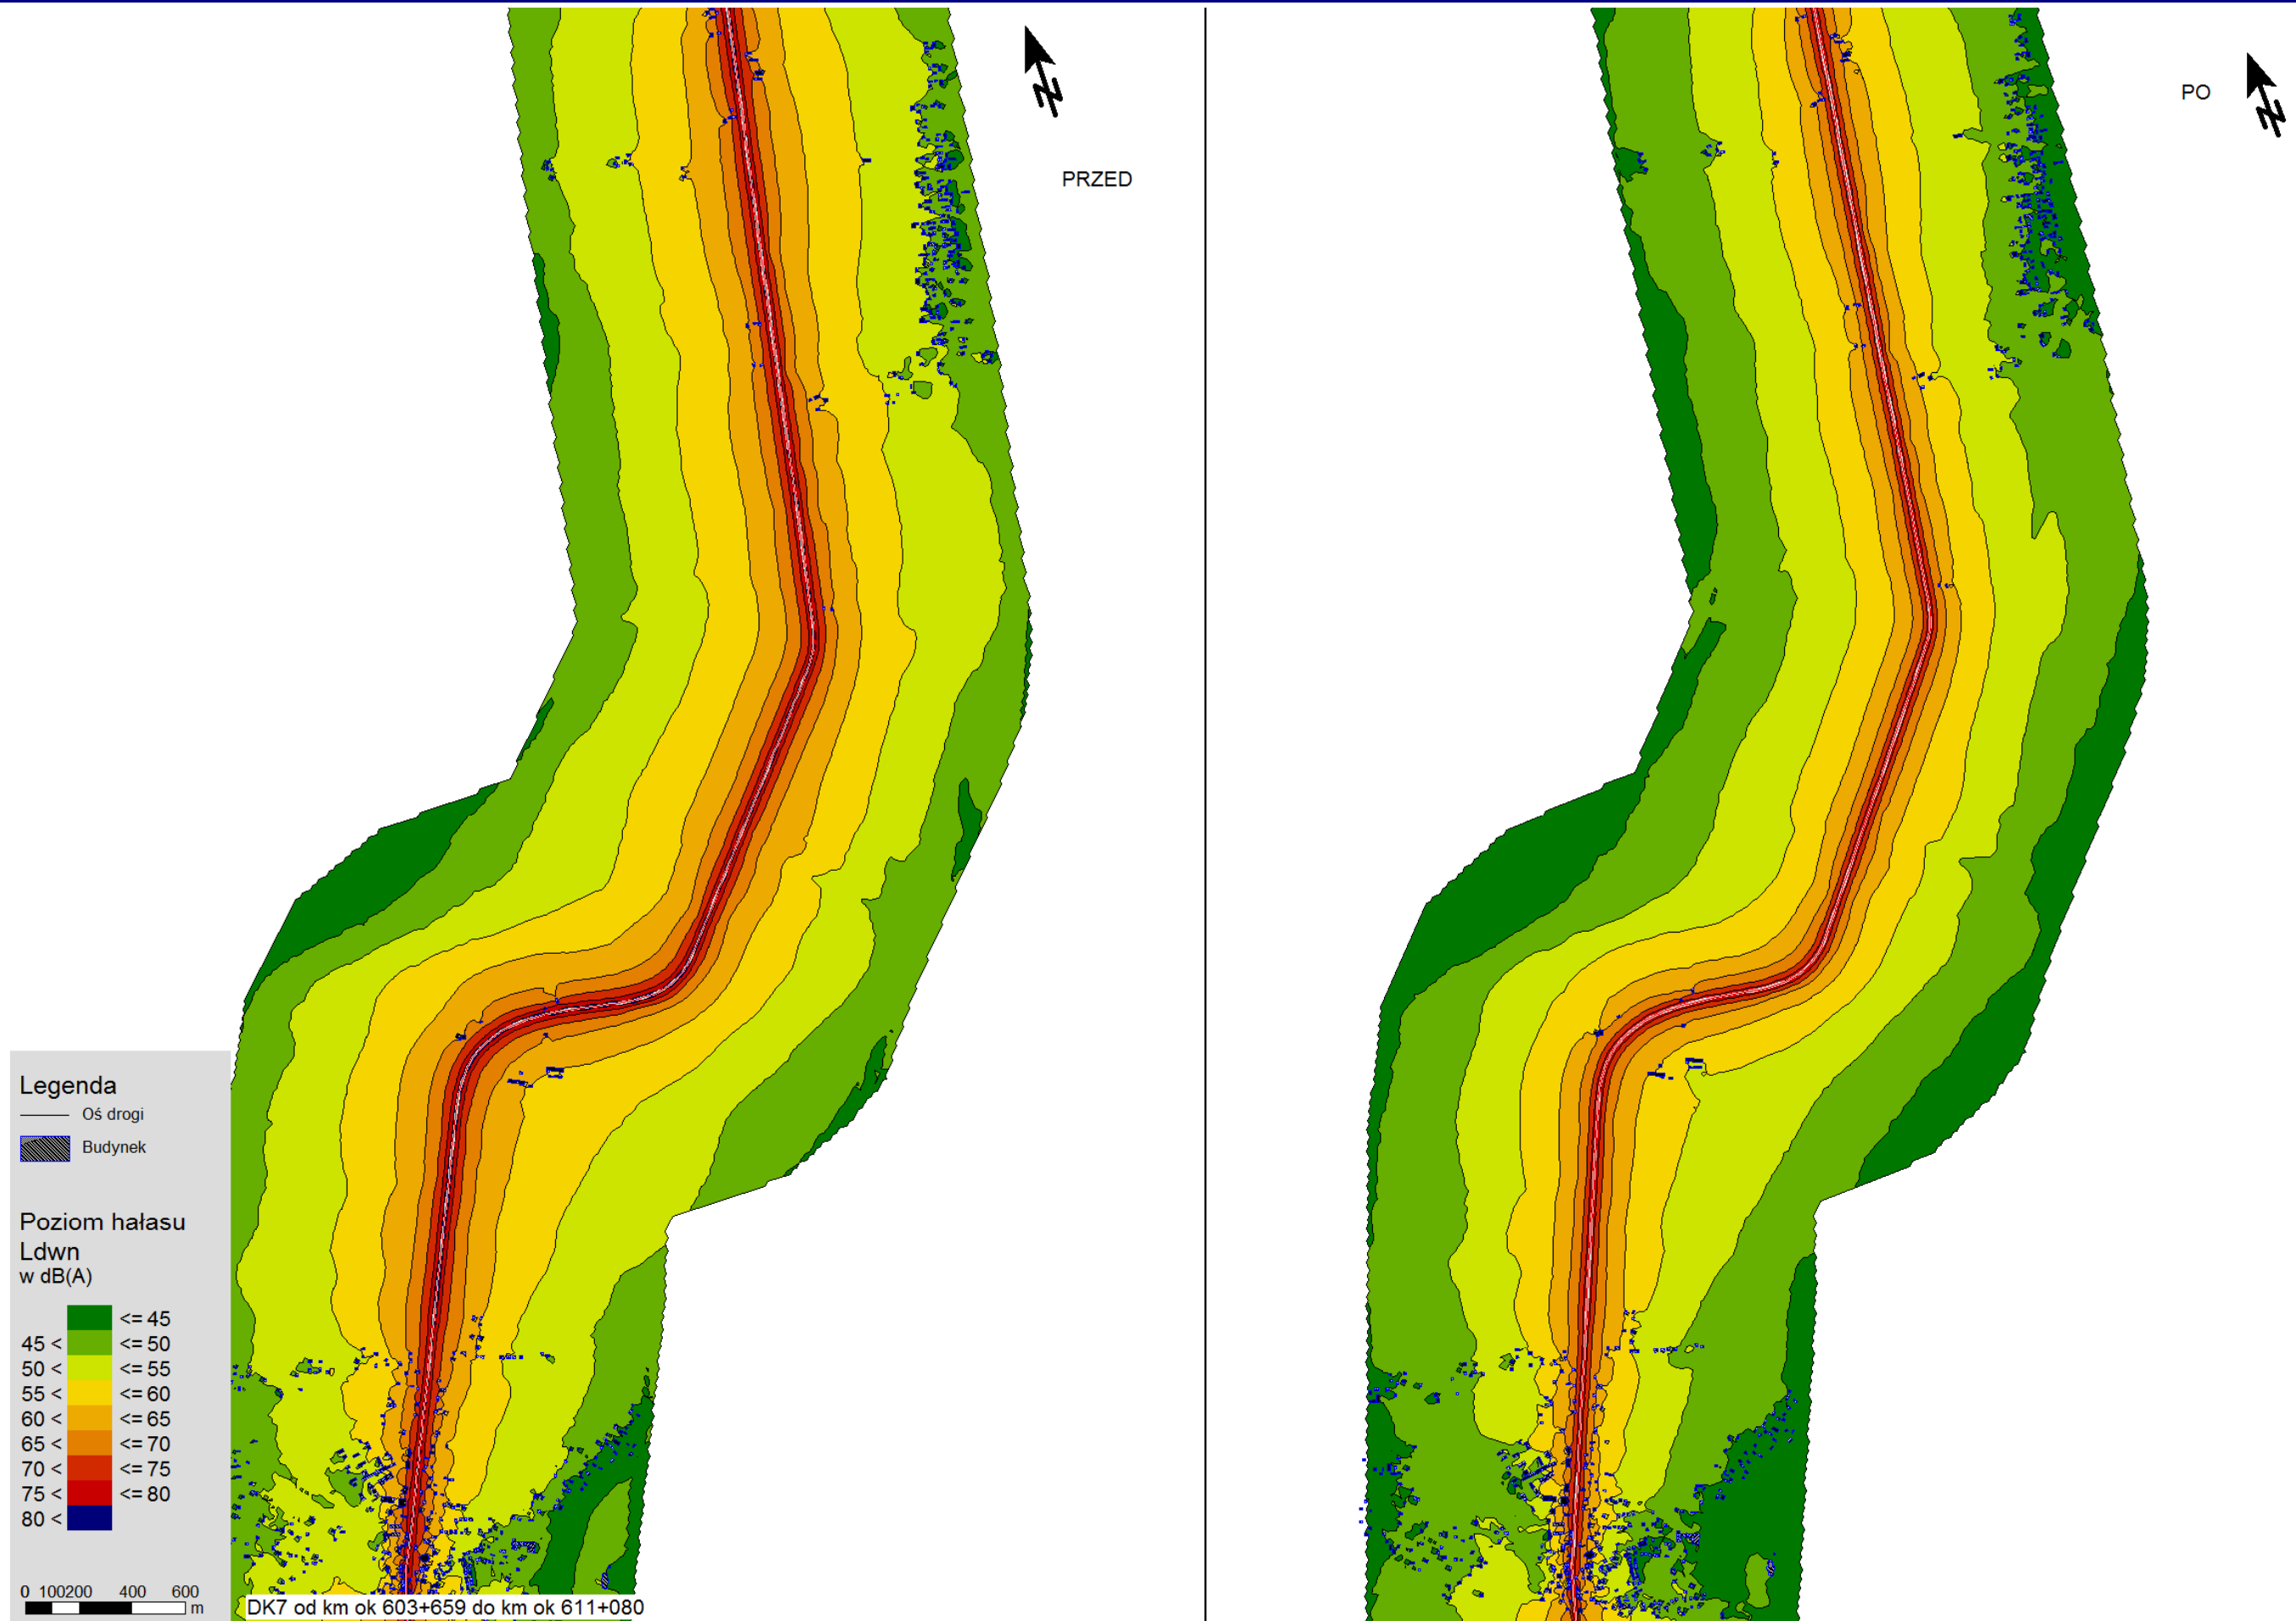 PRZED
PO
Legenda
Oś drogi
Budynek
Poziom hałasu
Ldwn
w dB(A)
<= 45
45 < <= 50
50 < <= 55
55 < <= 60
60 < <= 65
65 < <= 70
70 < <= 75
75 < <= 80
80 <
0 100200 400 600
m
DK7 od km ok 603+659 do km ok 611+080